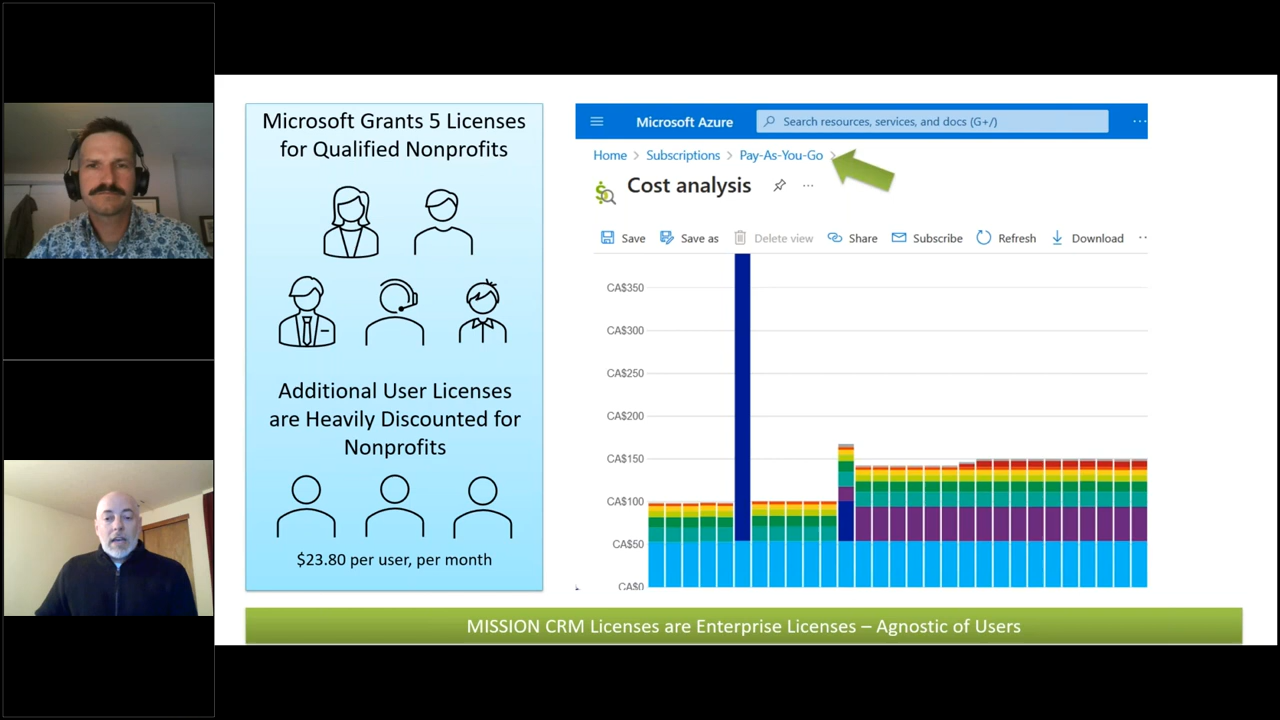 Microsoft Grants 5 Licenses
for Qualified Nonprofits
Additional User Licenses
are Heavily Discounted for
Nonprofits
$23.80 per user, per month
Microsoft Azure
Search resources, services, and docs (G+/)
...
Home > Subscriptions > Pay-As-You-Go >
Cost analysis
...
Save Save as Delete view Share Subscribe Refresh Download
CA$350
CA$300
CA$250
CA$200
CA$150
CA$100
CA$50
CA$0
MISSION CRM Licenses are Enterprise Licenses – Agnostic of Users